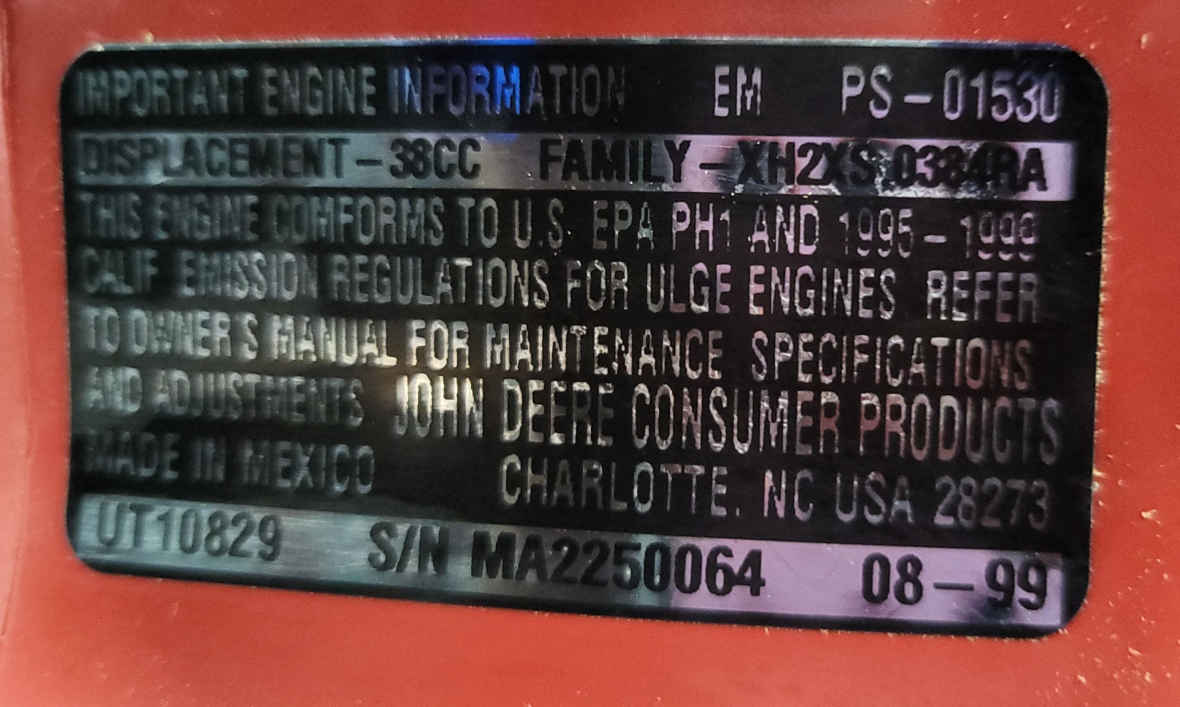 IMPORTANT ENGINE INFORMATION EM PS-01530
DISPLACEMENT-38CC FAMILY-XH2XS.0384RA
THIS ENGINE COMFORMS TO U.S. EPA PH1 AND 1995-1999
CALIF EMISSION REGULATIONS FOR ULGE ENGINES REFER
TO OWNER'S MANUAL FOR MAINTENANCE SPECIFICATIONS
AND ADJUSTMENTS JOHN DEERE CONSUMER PRODUCTS
MADE IN MEXICO CHARLOTTE. NC USA 28273
UT10829 S/N MA2250064 08-99